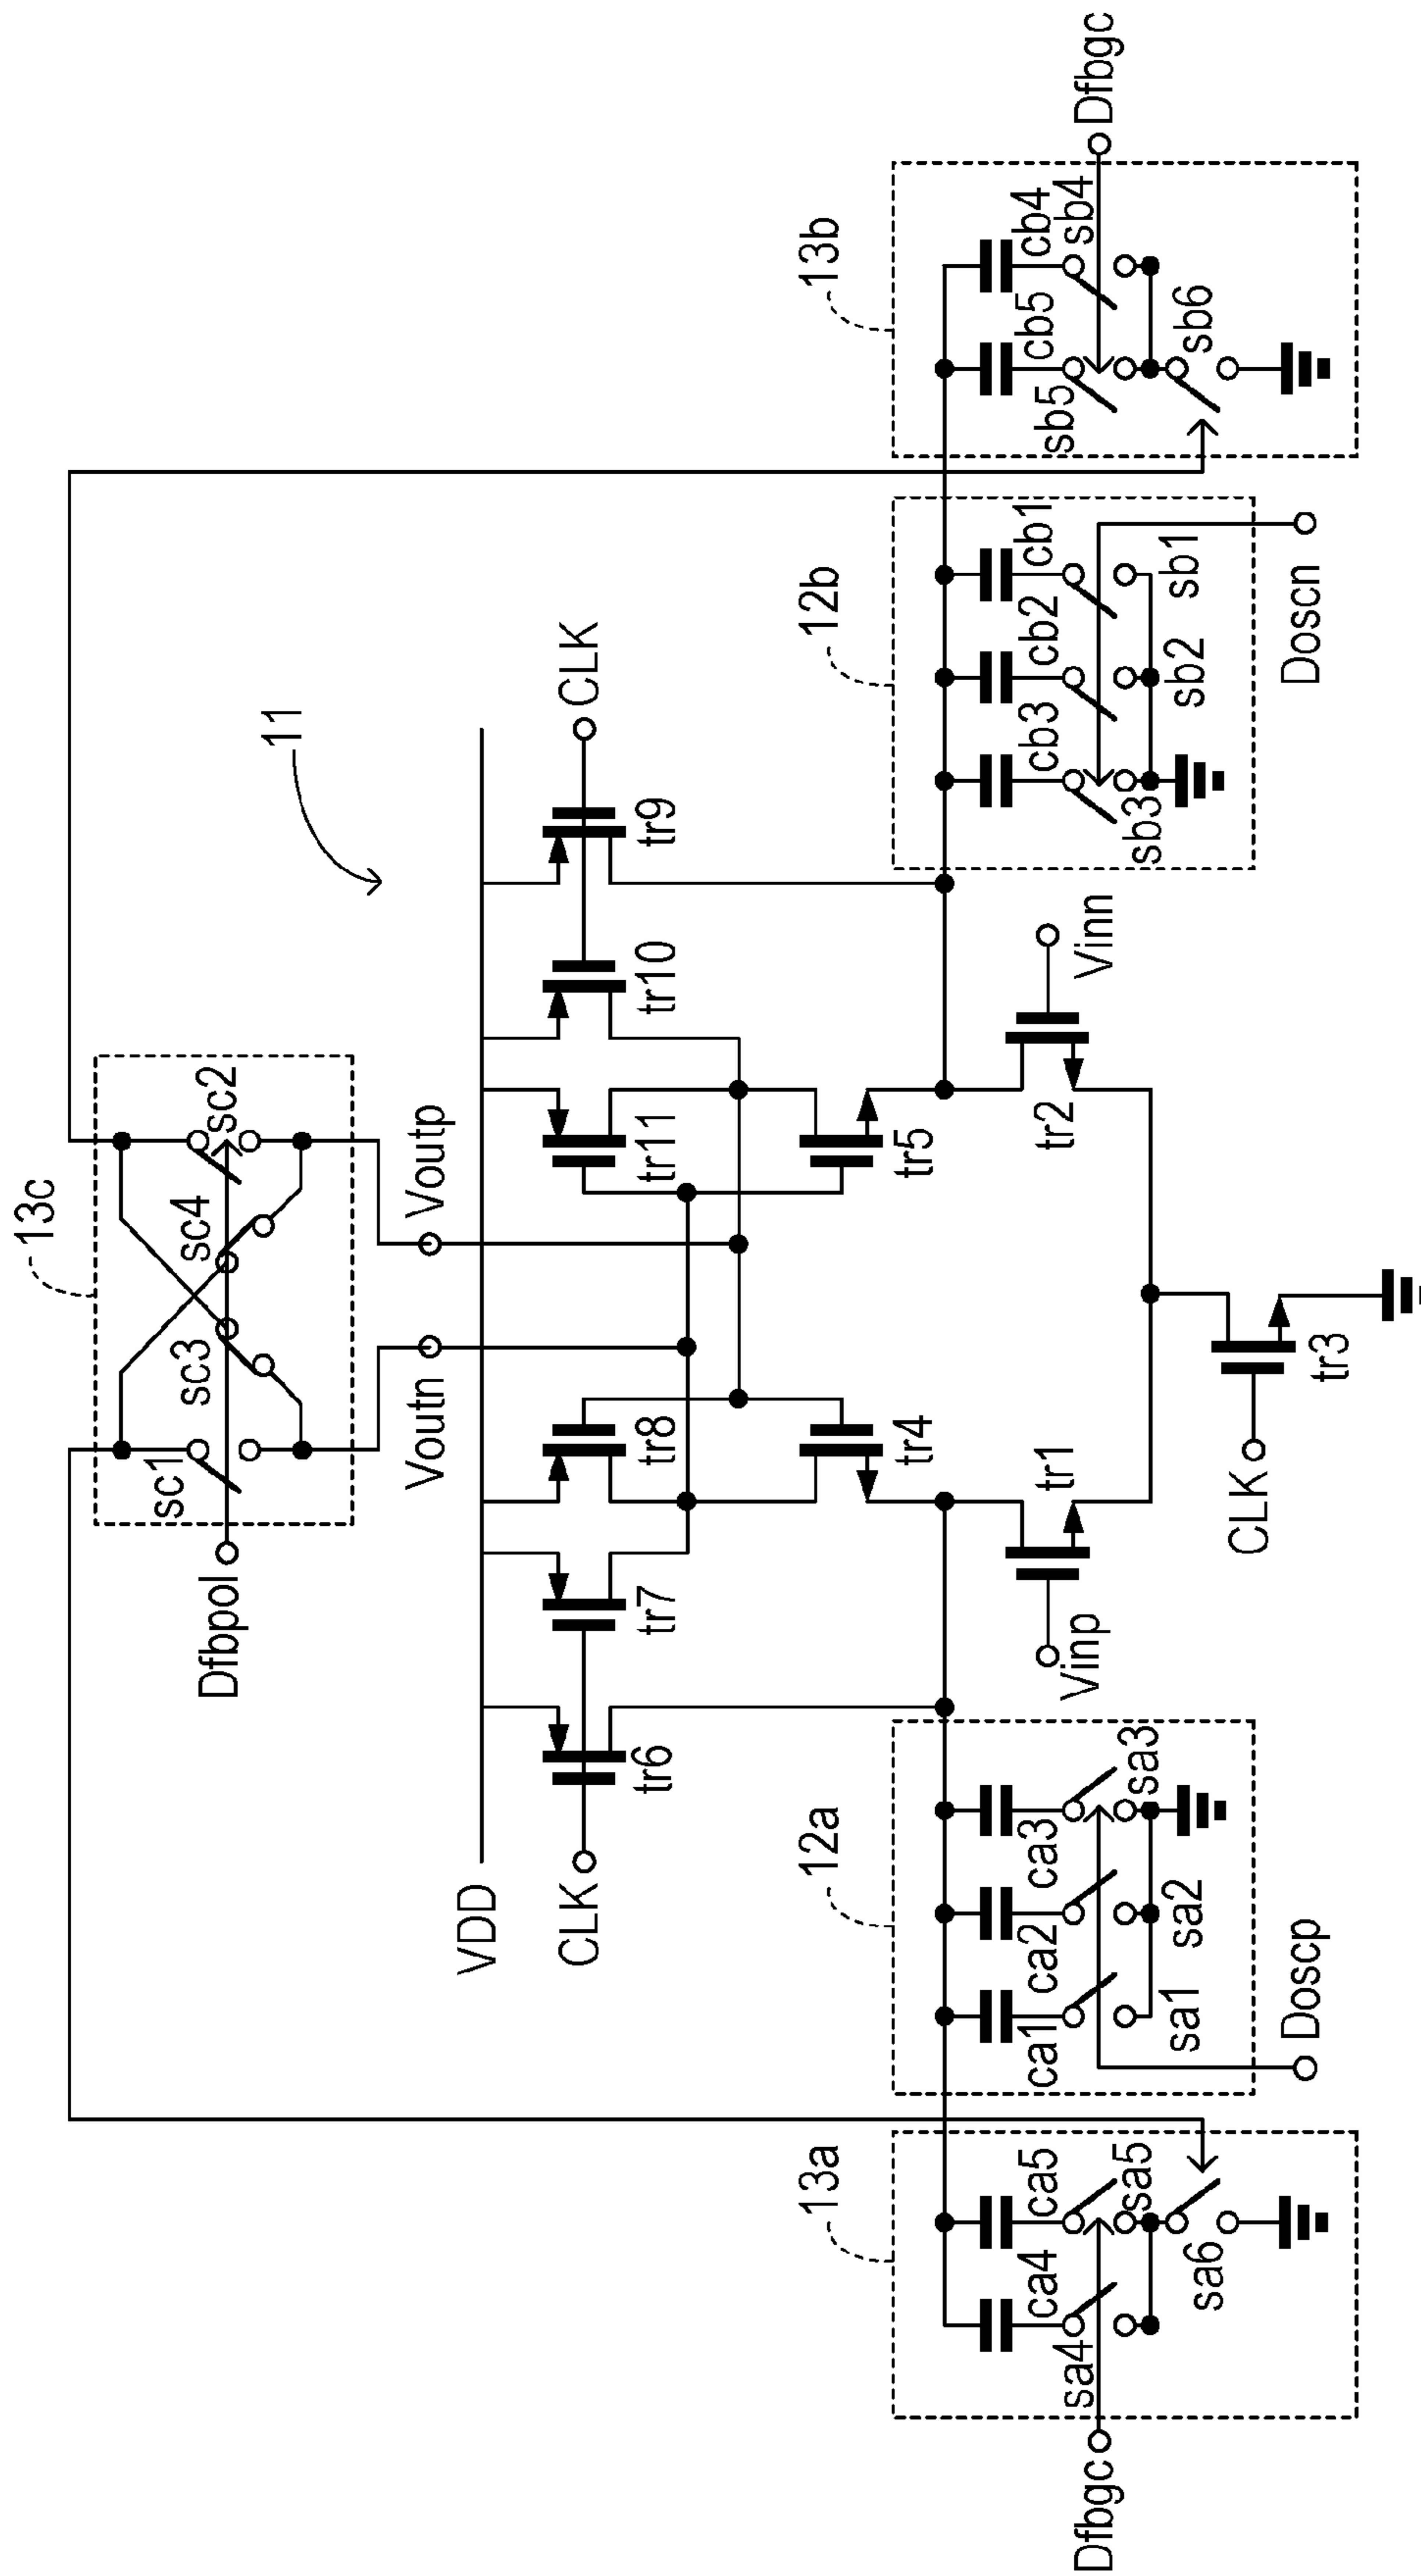 13c
sc1
sc3
sc4
sc2
Dfbpol
Voutn
Voutp
11
VDD
CLK
CLK
tr6
tr7
tr8
tr11
tr10
tr9
tr4
tr5
13a
12a
12b
13b
ca4
ca5
ca1
ca2
ca3
cb3
cb2
cb1
cb5
cb4
sa4
sa5
sa6
sa1
sa2
sa3
sb3
sb2
sb1
sb5
sb4
sb6
Dfbgc
Doscp
Vinp
tr1
tr2
Vinn
Doscn
Dfbgc
CLK
tr3